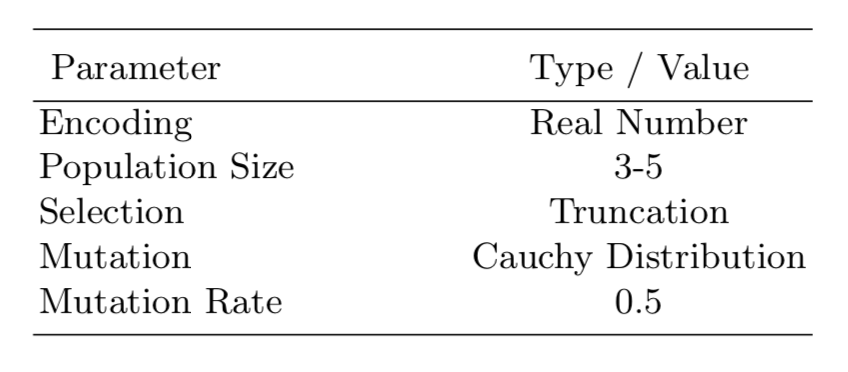 Parameter Type / Value
Encoding Real Number
Population Size 3-5
Selection Truncation
Mutation Cauchy Distribution
Mutation Rate 0.5